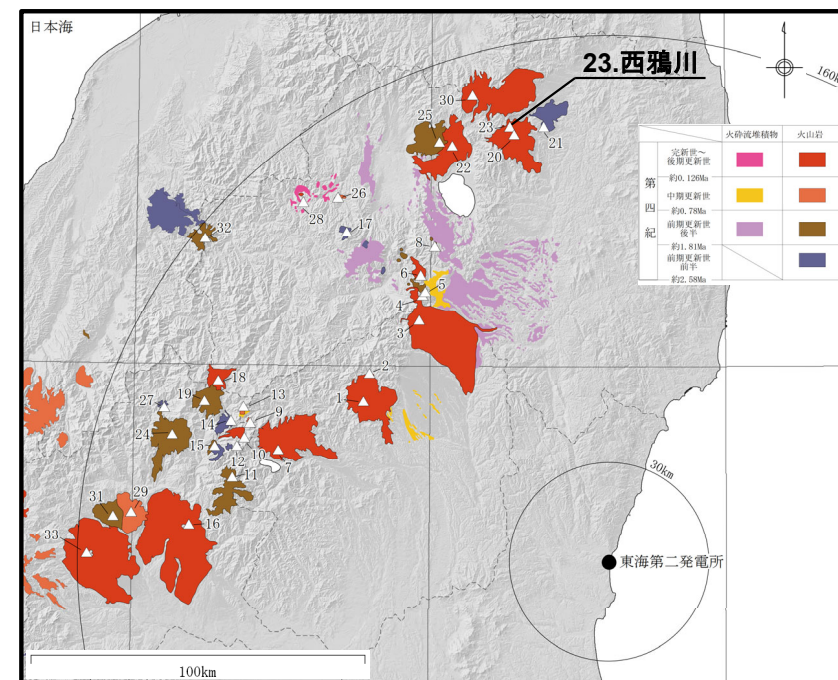 日本海
160km
23.西鴉川
30
25
23
20
21
22
火砕流堆積物
火山岩
第四紀
完新世~
後期更新世
約0.126Ma
中期更新世
約0.78Ma
前期更新世
後半
約1.81Ma
前期更新世
前半
約2.58Ma
26
28
17
32
8
6
5
4
3
2
1
18
19
13
27
14
9
24
15
12
10
7
11
31
29
16
33
30km
東海第二発電所
100km